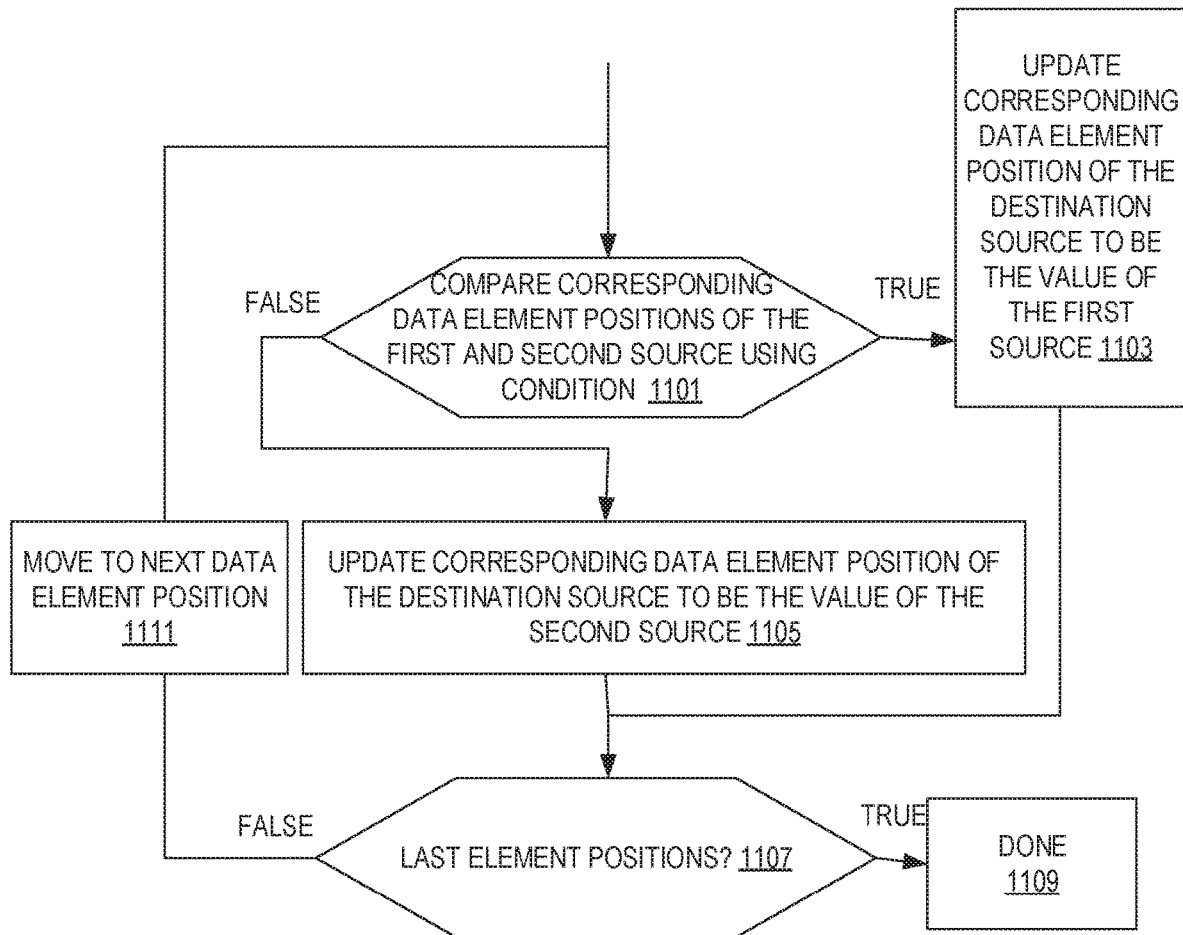 UPDATE
CORRESPONDING
DATA ELEMENT
POSITION OF THE
DESTINATION
SOURCE TO BE
THE VALUE OF
THE FIRST
SOURCE 1103
FALSE
COMPARE CORRESPONDING
DATA ELEMENT POSITIONS OF THE
FIRST AND SECOND SOURCE USING
CONDITION 1101
TRUE
MOVE TO NEXT DATA
ELEMENT POSITION
1111
UPDATE CORRESPONDING DATA ELEMENT POSITION OF
THE DESTINATION SOURCE TO BE THE VALUE OF THE
SECOND SOURCE 1105
FALSE
LAST ELEMENT POSITIONS? 1107
TRUE
DONE
1109